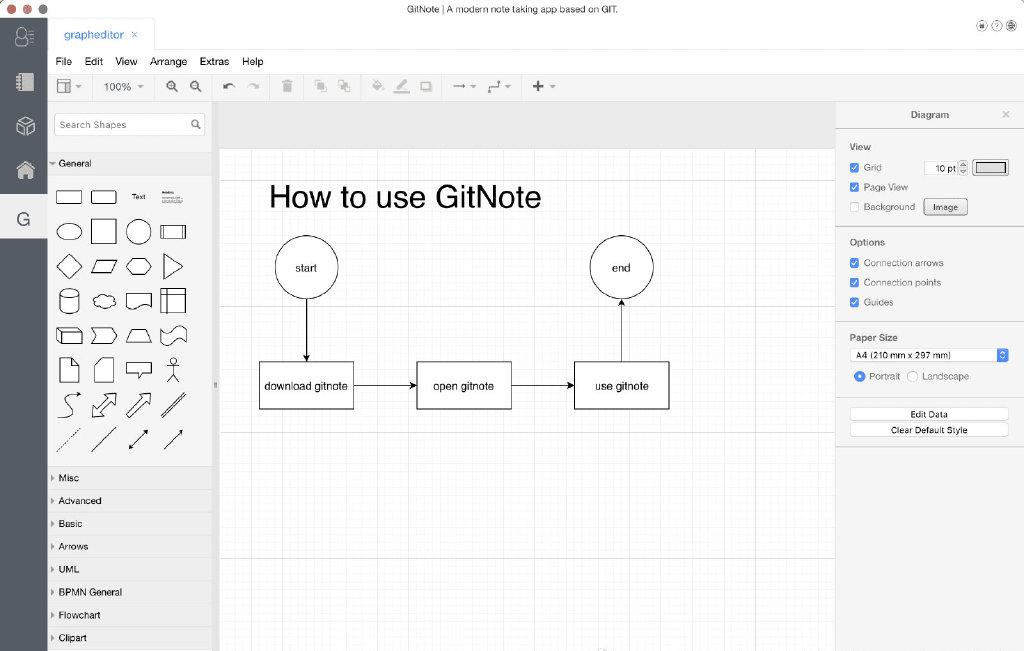 GitNote | A modern note taking app based on GIT.
grapheditor ×
File Edit View Arrange Extras Help
100%
Search Shapes
General
Text
Misc
Advanced
Basic
Arrows
UML
BPMN General
Flowchart
Clipart
G
How to use GitNote
start
end
download gitnote
open gitnote
use gitnote
Diagram
View
Grid 10 pt
Page View
Background Image
Options
Connection arrows
Connection points
Guides
Paper Size
A4 (210 mm x 297 mm)
Portrait Landscape
Edit Data
Clear Default Style